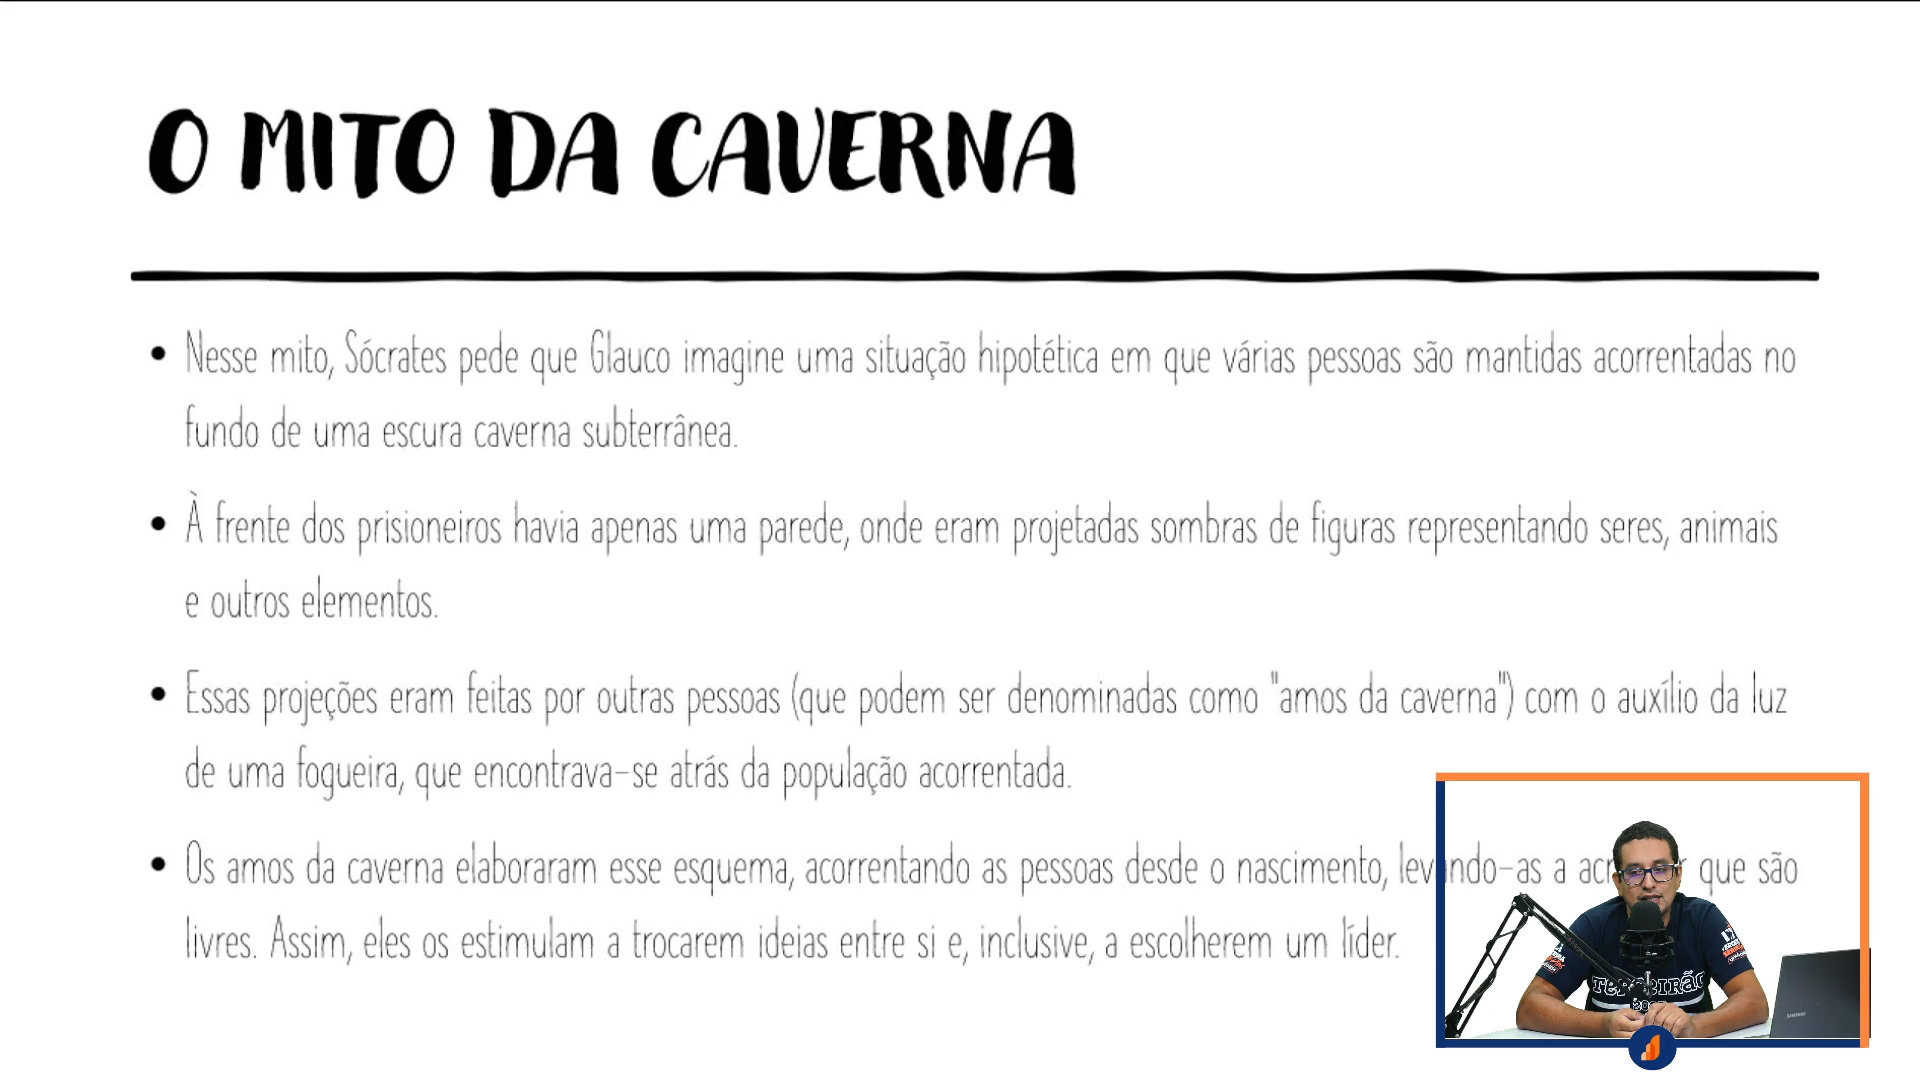 O MITO DA CAVERNA
• Nesse mito, Sócrates pede que Glauco imagine uma situação hipotética em que várias pessoas são mantidas acorrentadas no
fundo de uma escura caverna subterrânea.
• À frente dos prisioneiros havia apenas uma parede, onde eram projetadas sombras de figuras representando seres, animais
e outros elementos.
• Essas projeções eram feitas por outras pessoas (que podem ser denominadas como "amos da caverna") com o auxílio da luz
de uma fogueira, que encontrava-se atrás da população acorrentada.
• Os amos da caverna elaboraram esse esquema, acorrentando as pessoas desde o nascimento, levando-as a que são
livres. Assim, eles os estimulam a trocarem ideias entre si e, inclusive, a escolherem um líder.
TERCEIRÃO
SAMSUNG